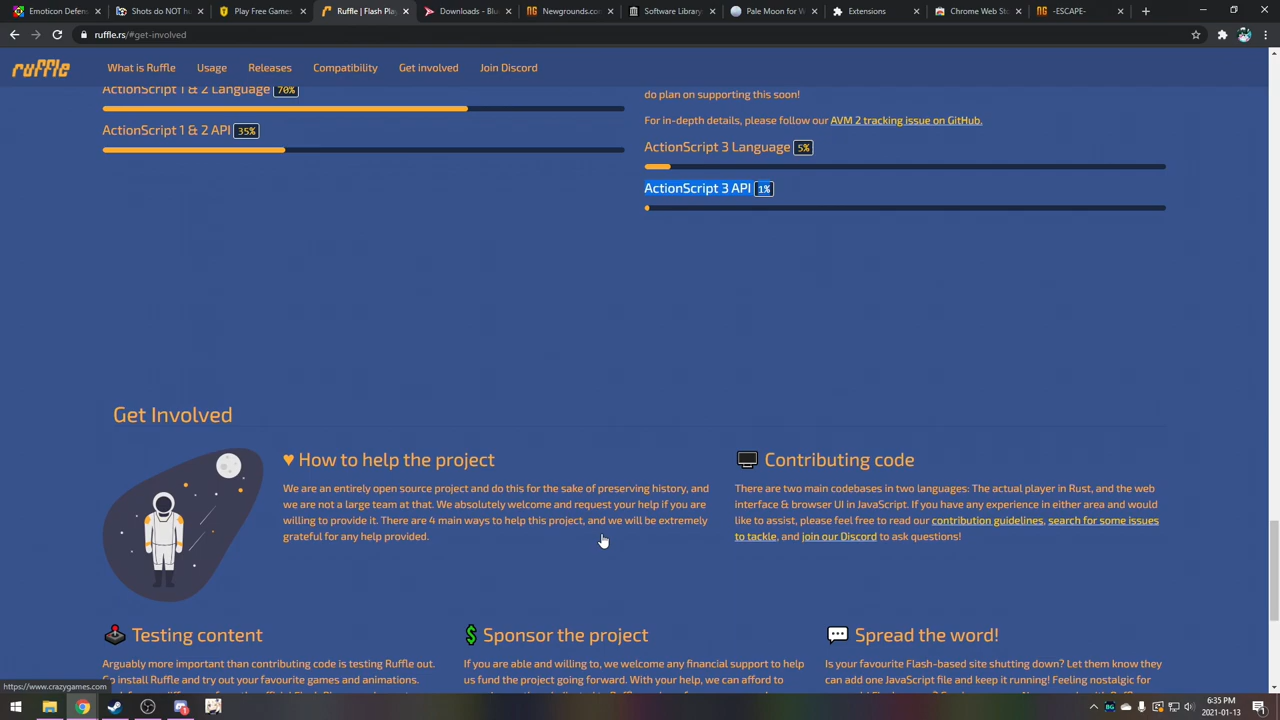 Emoticon Defens
Shots do NOT hu
Play Free Games
Ruffle | Flash Pla
Downloads - Blue
Newgrounds.com
Software Library
Pale Moon for W
Extensions
Chrome Web Sto
-ESCAPE-
ruffle.rs/#get-involved
ruffle
What is Ruffle
Usage
Releases
Compatibility
Get involved
Join Discord
ActionScript 1 & 2 Language 70%
ActionScript 1 & 2 API 35%
do plan on supporting this soon!
For in-depth details, please follow our AVM 2 tracking issue on GitHub.
ActionScript 3 Language 5%
ActionScript 3 API 1%
Get Involved
♥ How to help the project
We are an entirely open source project and do this for the sake of preserving history, and
we are not a large team at that. We absolutely welcome and request your help if you are
willing to provide it. There are 4 main ways to help this project, and we will be extremely
grateful for any help provided.
Contributing code
There are two main codebases in two languages: The actual player in Rust, and the web
interface & browser UI in JavaScript. If you have any experience in either area and would
like to assist, please feel free to read our contribution guidelines, search for some issues
to tackle, and join our Discord to ask questions!
Testing content
Arguably more important than contributing code is testing Ruffle out.
Go install Ruffle and try out your favourite games and animations.
Sponsor the project
If you are able and willing to, we welcome any financial support to help
us fund the project going forward. With your help, we can afford to
Spread the word!
Is your favourite Flash-based site shutting down? Let them know they
can add one JavaScript file and keep it running! Feeling nostalgic for
https://www.crazygames.com
6:35 PM
2021-01-13